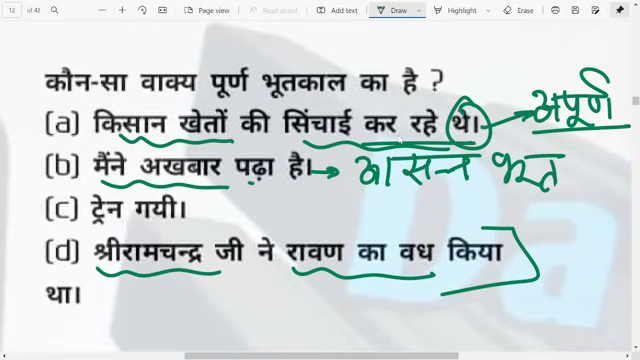 12 of 42
Page view
Read aloud
Add text
Draw
Highlight
Erase
कौन-सा वाक्य पूर्ण भूतकाल का है ?
(a) किसान खेतों की सिंचाई कर रहे थे। अपूर्ण
(b) मैंने अखबार पढ़ा है। आसन्न भूत
(c) ट्रेन गयी।
(d) श्रीरामचन्द्र जी ने रावण का वध किया
था।
Da